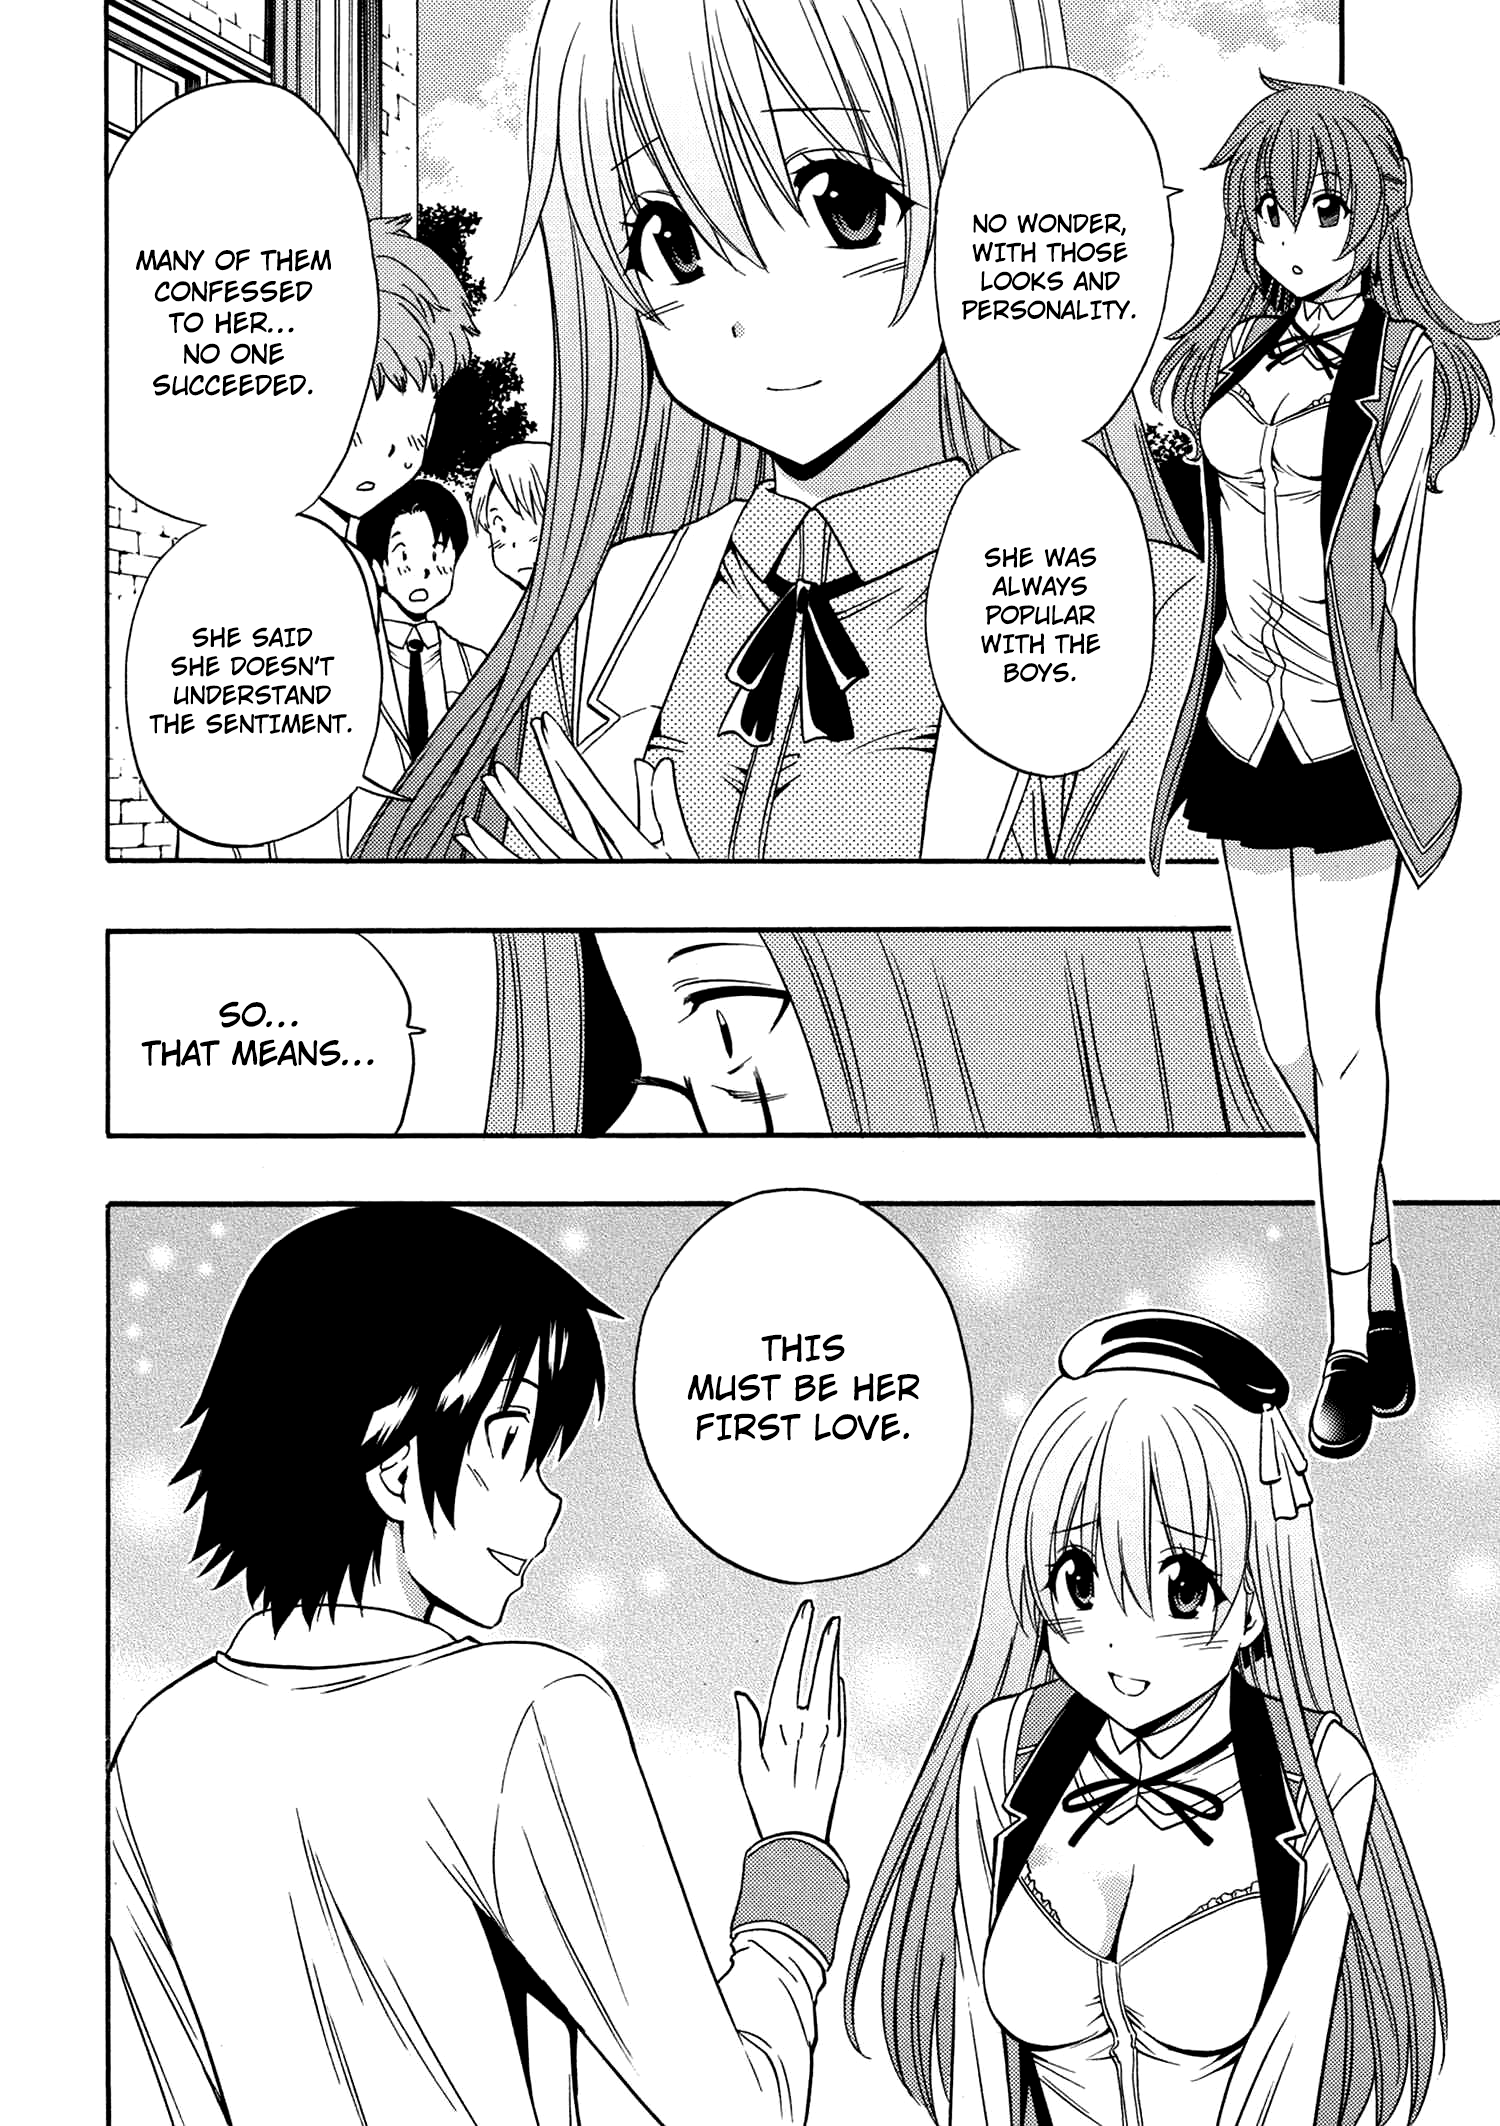 NO WONDER,
WITH THOSE
LOOKS AND
PERSONALITY.
SHE WAS
ALWAYS
POPULAR
WITH THE
BOYS.
MANY OF THEM
CONFESSED
TO HER...
NO ONE
SUCCEEDED.
SHE SAID
SHE DOESN'T
UNDERSTAND
THE SENTIMENT.
SO...
THAT MEANS...
THIS
MUST BE HER
FIRST LOVE.